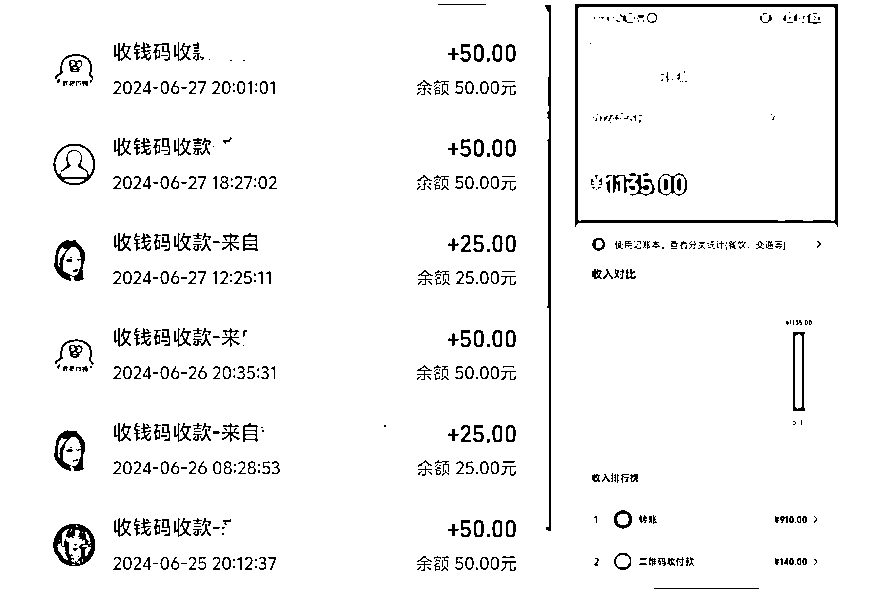 收钱码收款
+50.00
2024-06-27 20:01:01
余额 50.00元
收钱码收款
+50.00
2024-06-27 18:27:02
余额 50.00元
收钱码收款-来自
+25.00
2024-06-27 12:25:11
余额 25.00元
收钱码收款-来
+50.00
2024-06-26 20:35:31
余额 50.00元
收钱码收款-来自
+25.00
2024-06-26 08:28:53
余额 25.00元
收钱码收款-
+50.00
2024-06-25 20:12:37
余额 50.00元
¥1135.00
使用记账本，查看分类统计(餐饮、交通等)
收入对比
¥1135.00
收入排行榜
1 转账 ¥910.00
2 二维码收付款 ¥140.00